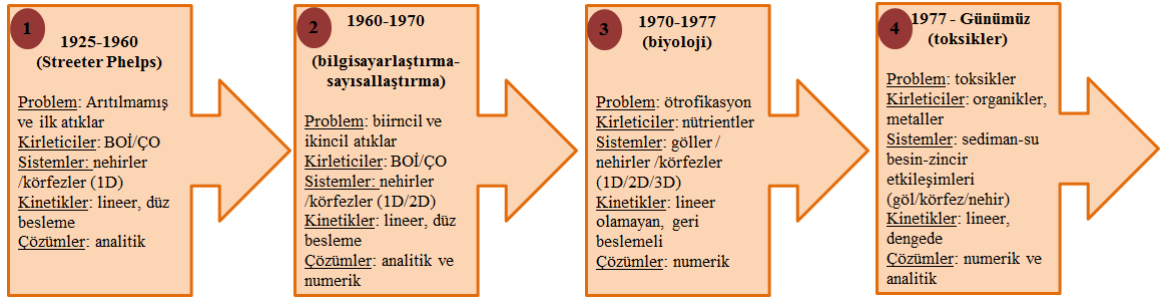 1
1925-1960
(Streeter Phelps)
Problem: Arıtılmamış
ve ilk atıklar
Kirleticiler: BOİ/ÇO
Sistemler: nehirler
/körfezler (1D)
Kinetikler: lineer, düz
besleme
Çözümler: analitik
2
1960-1970
(bilgisayarlaştırma-
sayısallaştırma)
Problem: biirncil ve
ikincil atıklar
Kirleticiler: BOİ/ÇO
Sistemler: nehirler
/körfezler (1D/2D)
Kinetikler: lineer, düz
besleme
Çözümler: analitik ve
numerik
3
1970-1977
(biyoloji)
Problem: ötrofikasyon
Kirleticiler: nütrientler
Sistemler: göller /
nehirler /körfezler
(1D/2D/3D)
Kinetikler: lineer
olamayan, geri
beslemeli
Çözümler: numerik
4
1977 - Günümüz
(toksikler)
Problem: toksikler
Kirleticiler: organikler,
metaller
Sistemler: sediman-su
besin-zincir
etkileşimleri
(göl/körfez/nehir)
Kinetikler: lineer,
dengede
Çözümler: numerik ve
analitik